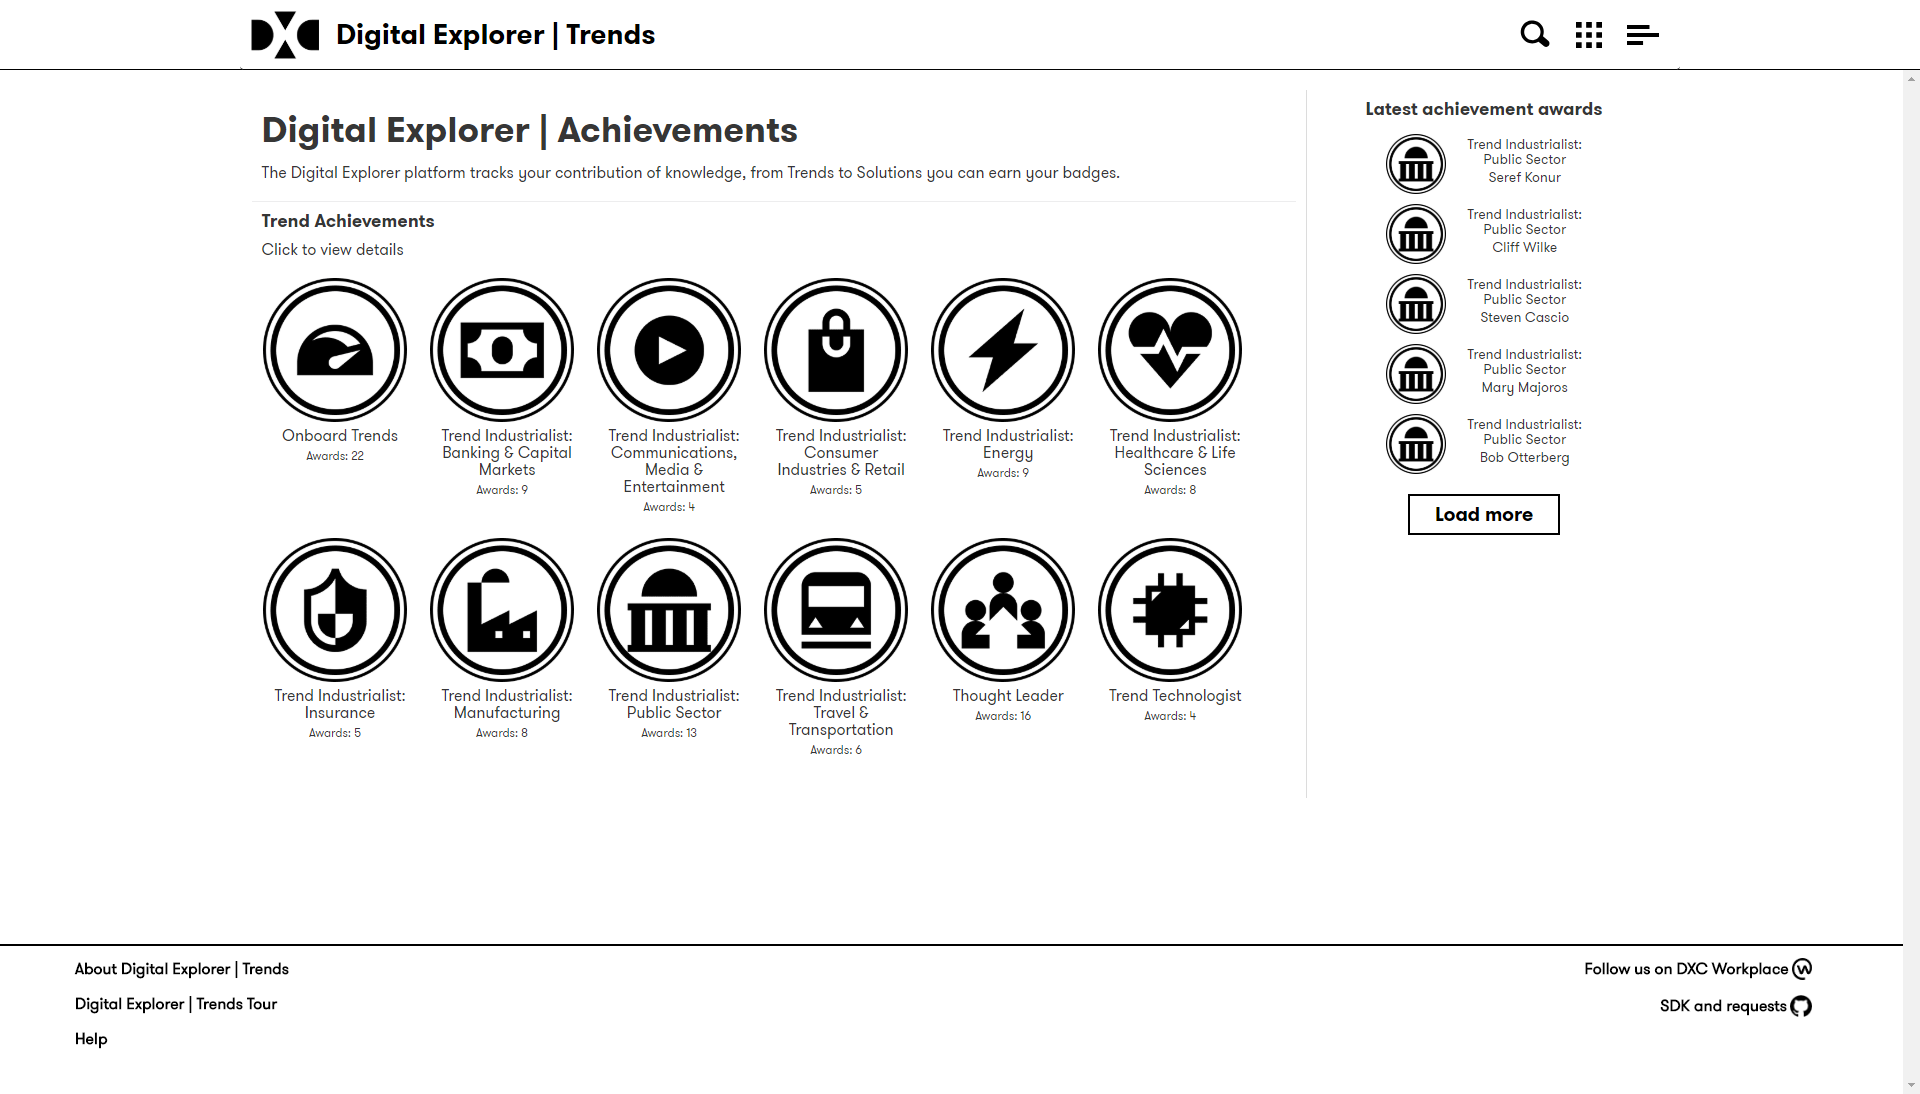 DXC
Digital Explorer | Trends
Digital Explorer | Achievements
The Digital Explorer platform tracks your contribution of knowledge, from Trends to Solutions you can earn your badges.
Trend Achievements
Click to view details
Onboard Trends
Awards: 22
Trend Industrialist:
Banking & Capital
Markets
Awards: 9
Trend Industrialist:
Communications,
Media &
Entertainment
Awards: 4
Trend Industrialist:
Consumer
Industries & Retail
Awards: 5
Trend Industrialist:
Energy
Awards: 9
Trend Industrialist:
Healthcare & Life
Sciences
Awards: 8
Trend Industrialist:
Insurance
Awards: 5
Trend Industrialist:
Manufacturing
Awards: 8
Trend Industrialist:
Public Sector
Awards: 13
Trend Industrialist:
Travel &
Transportation
Awards: 6
Thought Leader
Awards: 16
Trend Technologist
Awards: 4
Latest achievement awards
Trend Industrialist:
Public Sector
Seref Konur
Trend Industrialist:
Public Sector
Cliff Wilke
Trend Industrialist:
Public Sector
Steven Cascio
Trend Industrialist:
Public Sector
Mary Majoros
Trend Industrialist:
Public Sector
Bob Otterberg
Load more
About Digital Explorer | Trends
Digital Explorer | Trends Tour
Help
Follow us on DXC Workplace
SDK and requests